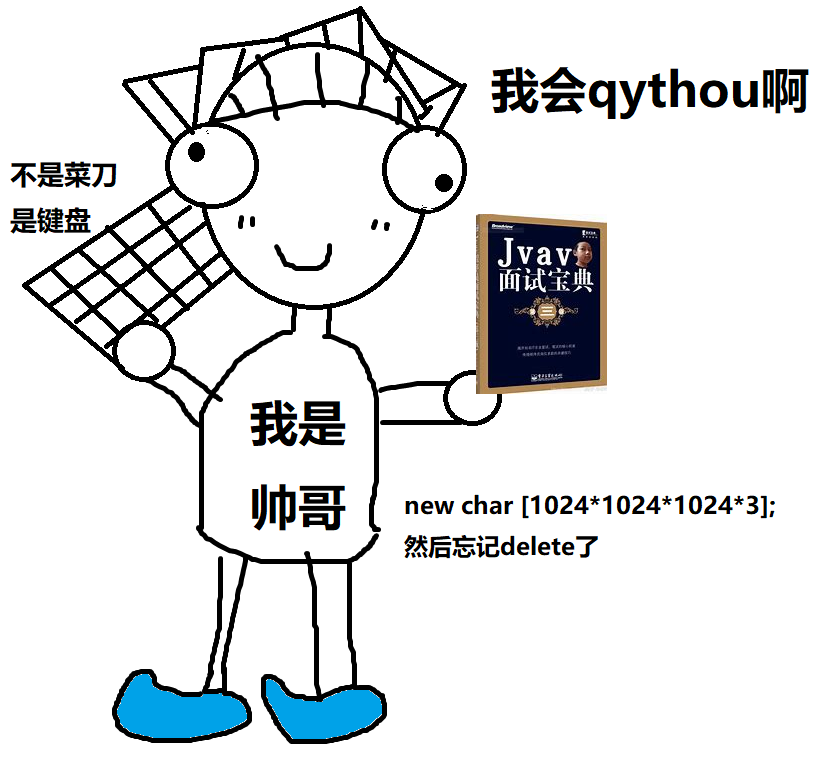 我会qythou啊
不是菜刀
是键盘
Jvav
面试宝典
三
我是
帅哥
new char [1024*1024*1024*3];
然后忘记delete了